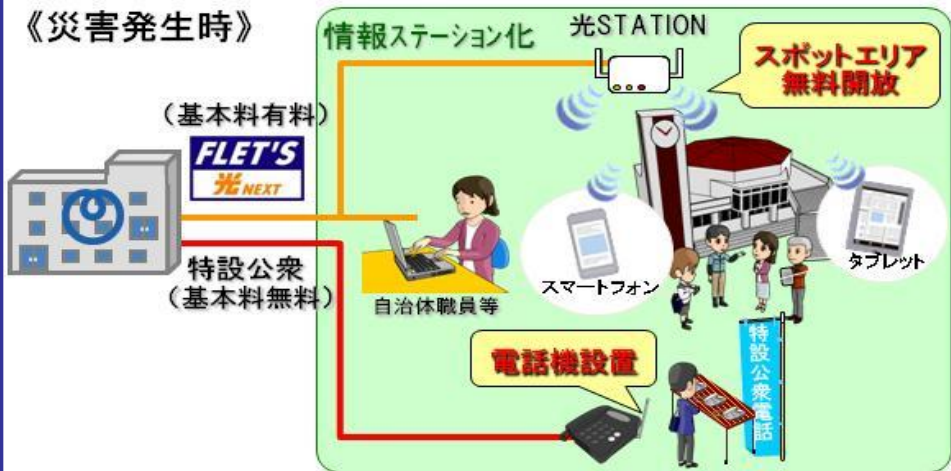 《災害発生時》
情報ステーション化
光STATION
スポットエリア
無料開放
(基本料有料)
FLET'S
光NEXT
特設公衆
(基本料無料)
自治体職員等
スマートフォン
タブレット
電話機設置
特設公衆電話